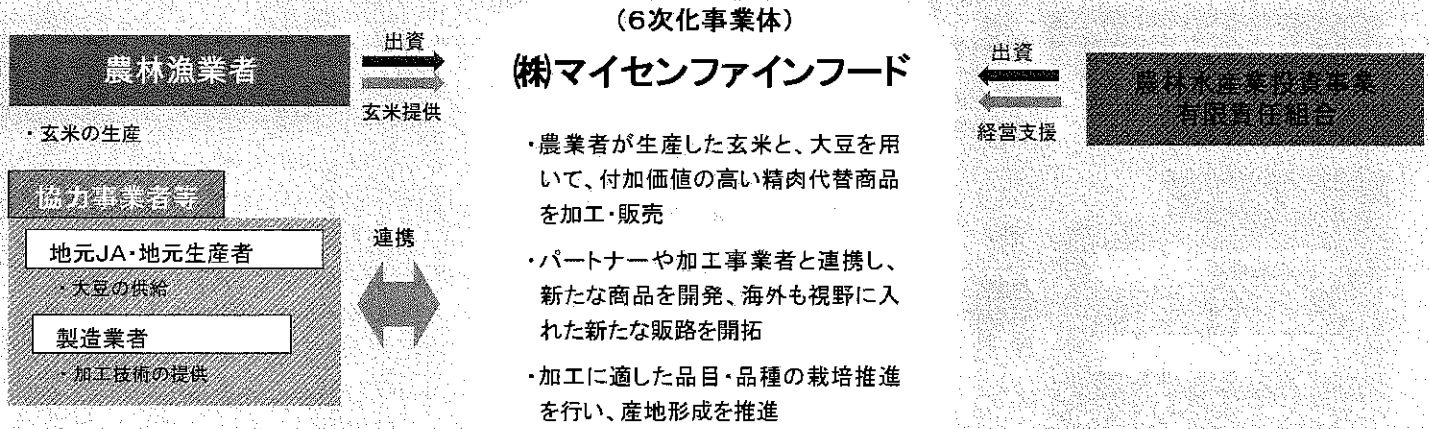 農林漁業者
・玄米の生産
出資
玄米提供
協力事業者等
地元JA・地元生産者
・大豆の供給
製造業者
・加工技術の提供
連携
(6次化事業体)
㈱マイセンファインフード
・農業者が生産した玄米と、大豆を用
いて、付加価値の高い精肉代替商品
を加工・販売
・パートナーや加工事業者と連携し、
新たな商品を開発、海外も視野に入
れた新たな販路を開拓
・加工に適した品目・品種の栽培推進
を行い、産地形成を推進
出資
経営支援
農林水産業投資事業
有限責任組合